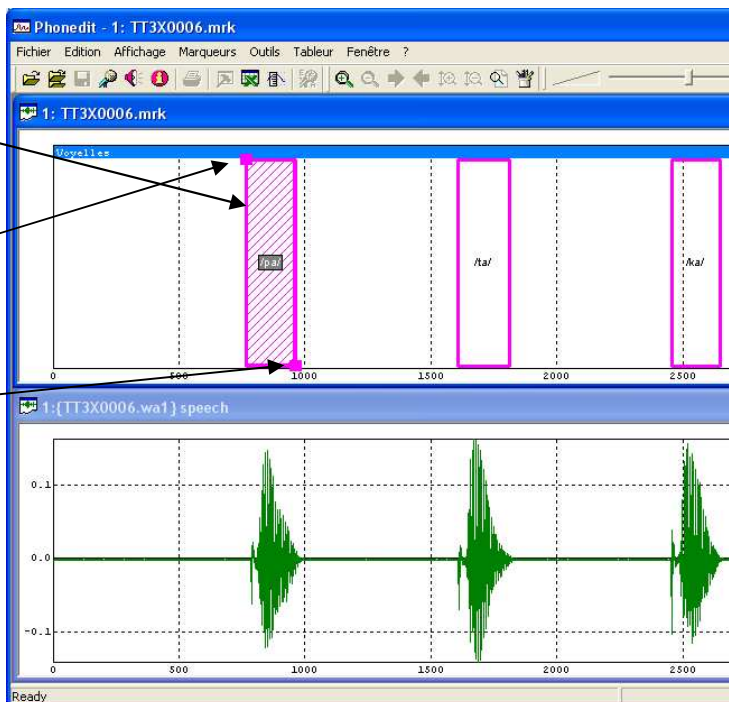 Phonedit - 1: TT3X0006.mrk
Fichier Edition Affichage Marqueurs Outils Tableur Fenêtre ?
1: TT3X0006.mrk
Voyelles
/pa/ /ta/ /ka/
0 500 1000 1500 2000 2500
1:{TT3X0006.wa1} speech
0.1
0.0
-0.1
0 500 1000 1500 2000 2500
Ready